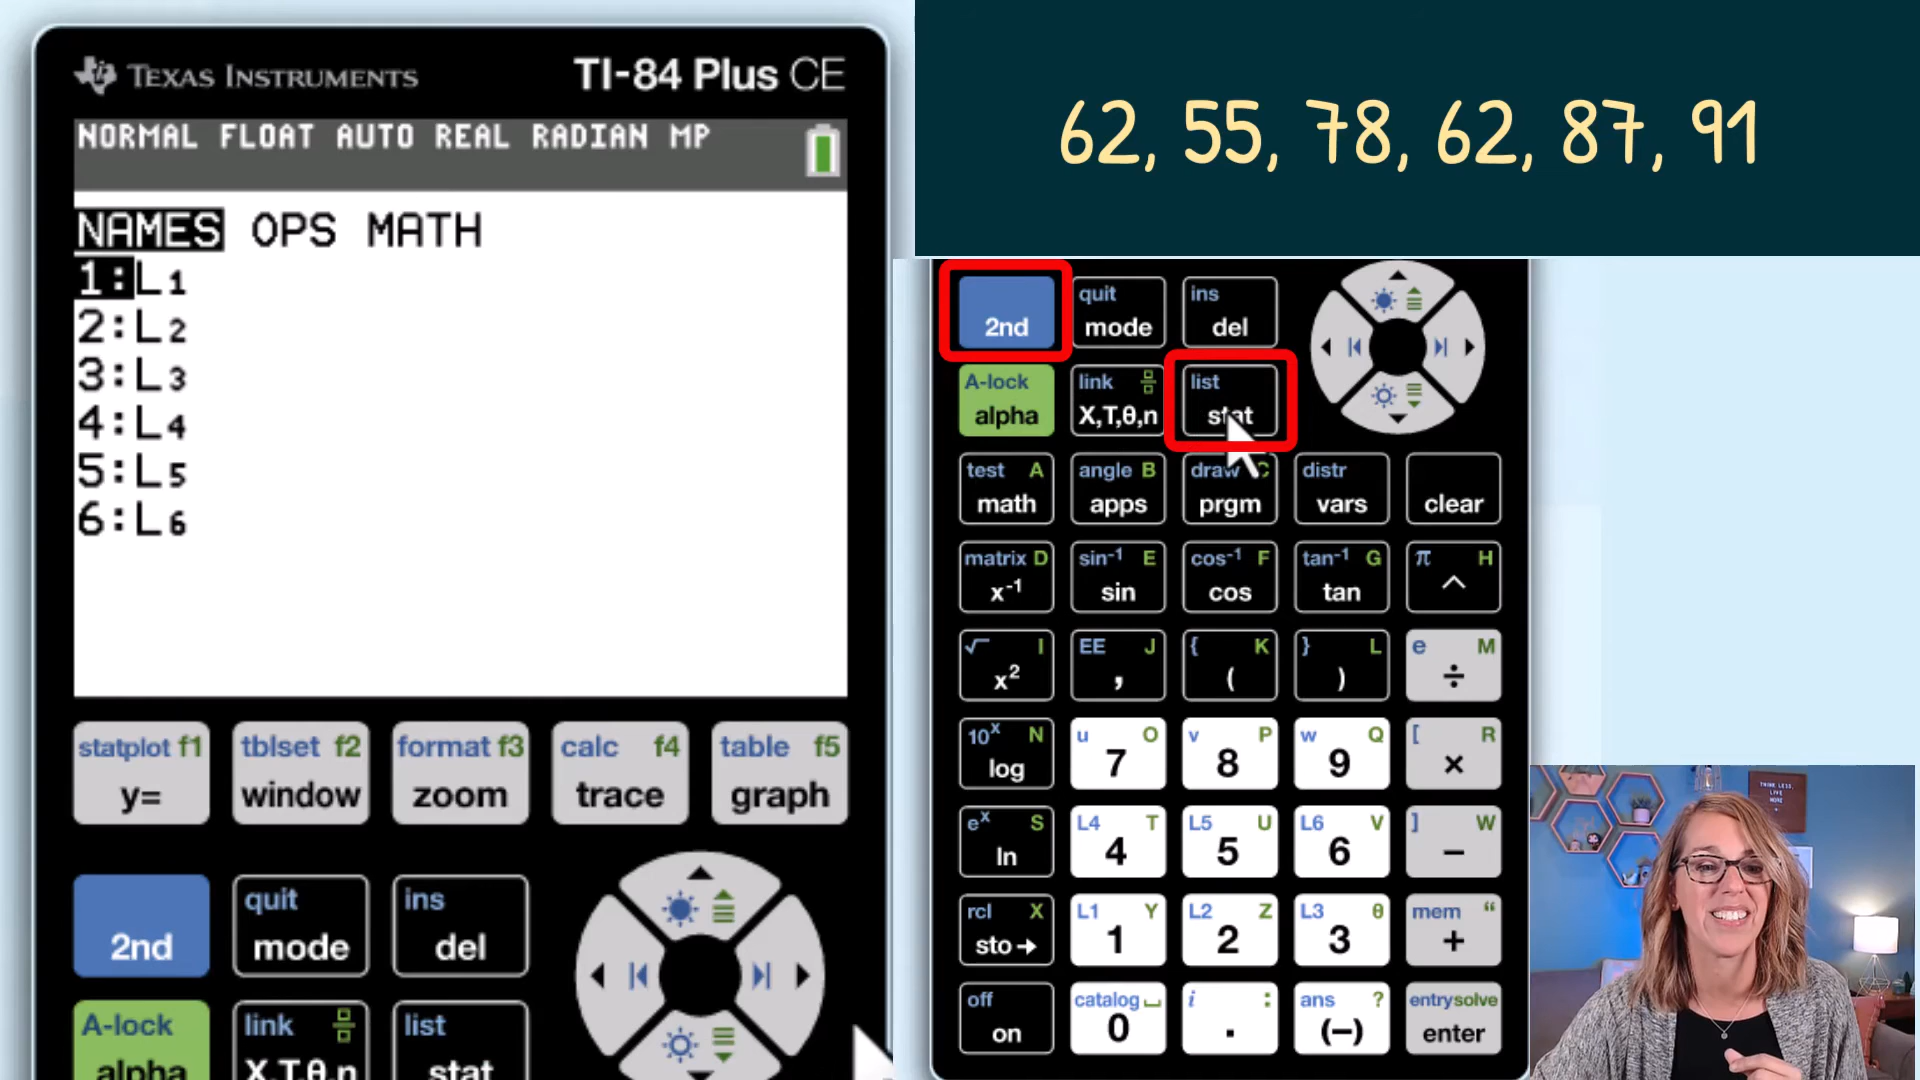 TEXAS INSTRUMENTS TI-84 Plus CE
NORMAL FLOAT AUTO REAL RADIAN MP
NAMES OPS MATH
1:L1
2:L2
3:L3
4:L4
5:L5
6:L6
statplot f1 tblset f2 format f3 calc f4 table f5
y= window zoom trace graph
quit ins
2nd mode del
A-lock link list
alpha X,T,θ,n stat
62, 55, 78, 62, 87, 91
quit ins
2nd mode del
A-lock link list
alpha X,T,θ,n stat
test A angle B draw C distr
math apps prgm vars clear
matrix D sin⁻¹ E cos⁻¹ F tan⁻¹ G π H
x⁻¹ sin cos tan ^
√ I EE J { K } L e M
x² , ( ) ÷
10ˣ N u O v P w Q [ R
log 7 8 9 ×
eˣ S L4 T L5 U L6 V ] W
ln 4 5 6 −
rcl X L1 Y L2 Z L3 θ mem “
sto→ 1 2 3 +
off catalog i : ans ? entry solve
on 0 . (−) enter
THINK LESS,
LIVE
MORE